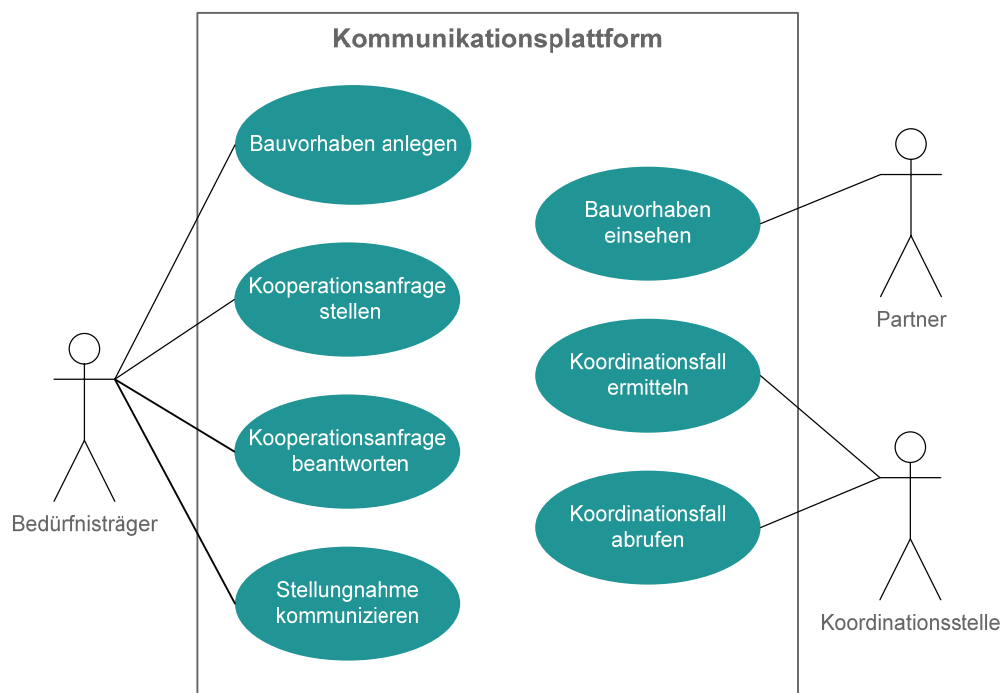 Kommunikationsplattform
Bauvorhaben anlegen
Kooperationsanfrage
stellen
Kooperationsanfrage
beantworten
Stellungnahme
kommunizieren
Bauvorhaben
einsehen
Koordinationsfall
ermitteln
Koordinationsfall
abrufen
Bedürfnisträger
Partner
Koordinationsstelle